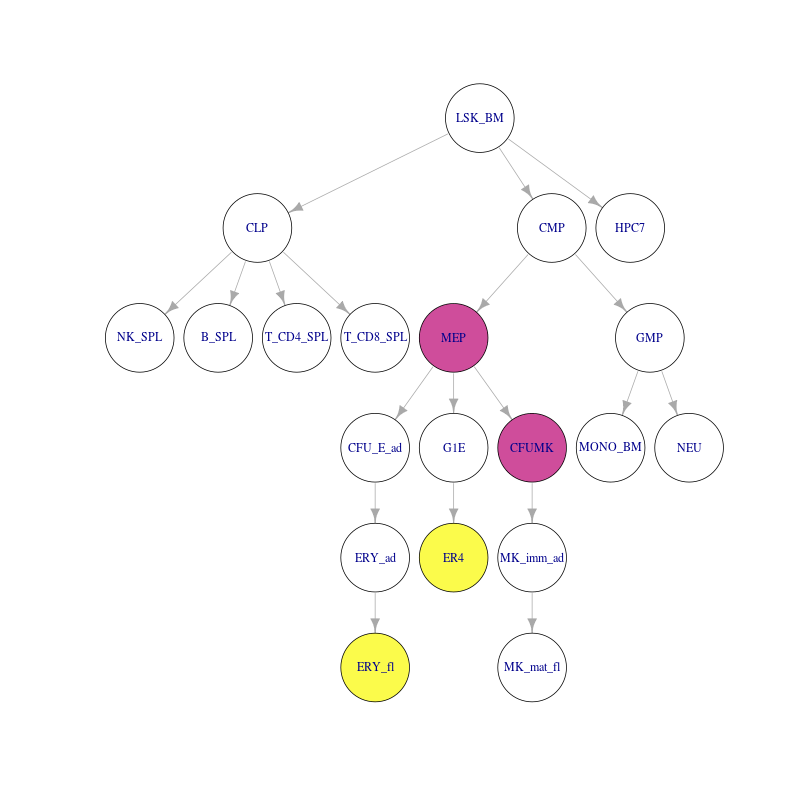 LSK_BM
CLP
CMP
HPC7
NK_SPL
B_SPL
T_CD4_SPL
T_CD8_SPL
MEP
GMP
CFU_E_ad
G1E
CFUMK
MONO_BM
NEU
ERY_ad
ER4
MK_imm_ad
ERY_fl
MK_mat_fl